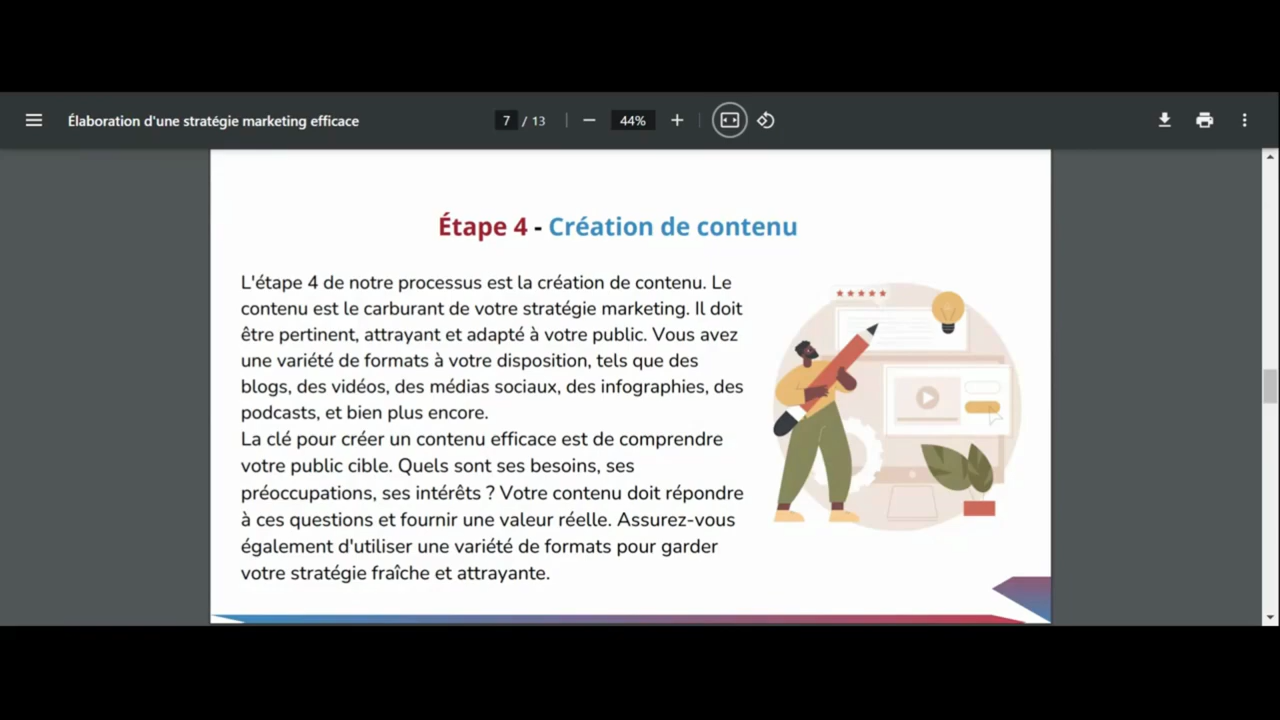 Élaboration d'une stratégie marketing efficace
7 / 13
44%
Étape 4 - Création de contenu
L'étape 4 de notre processus est la création de contenu. Le
contenu est le carburant de votre stratégie marketing. Il doit
être pertinent, attrayant et adapté à votre public. Vous avez
une variété de formats à votre disposition, tels que des
blogs, des vidéos, des médias sociaux, des infographies, des
podcasts, et bien plus encore.
La clé pour créer un contenu efficace est de comprendre
votre public cible. Quels sont ses besoins, ses
préoccupations, ses intérêts ? Votre contenu doit répondre
à ces questions et fournir une valeur réelle. Assurez-vous
également d'utiliser une variété de formats pour garder
votre stratégie fraîche et attrayante.